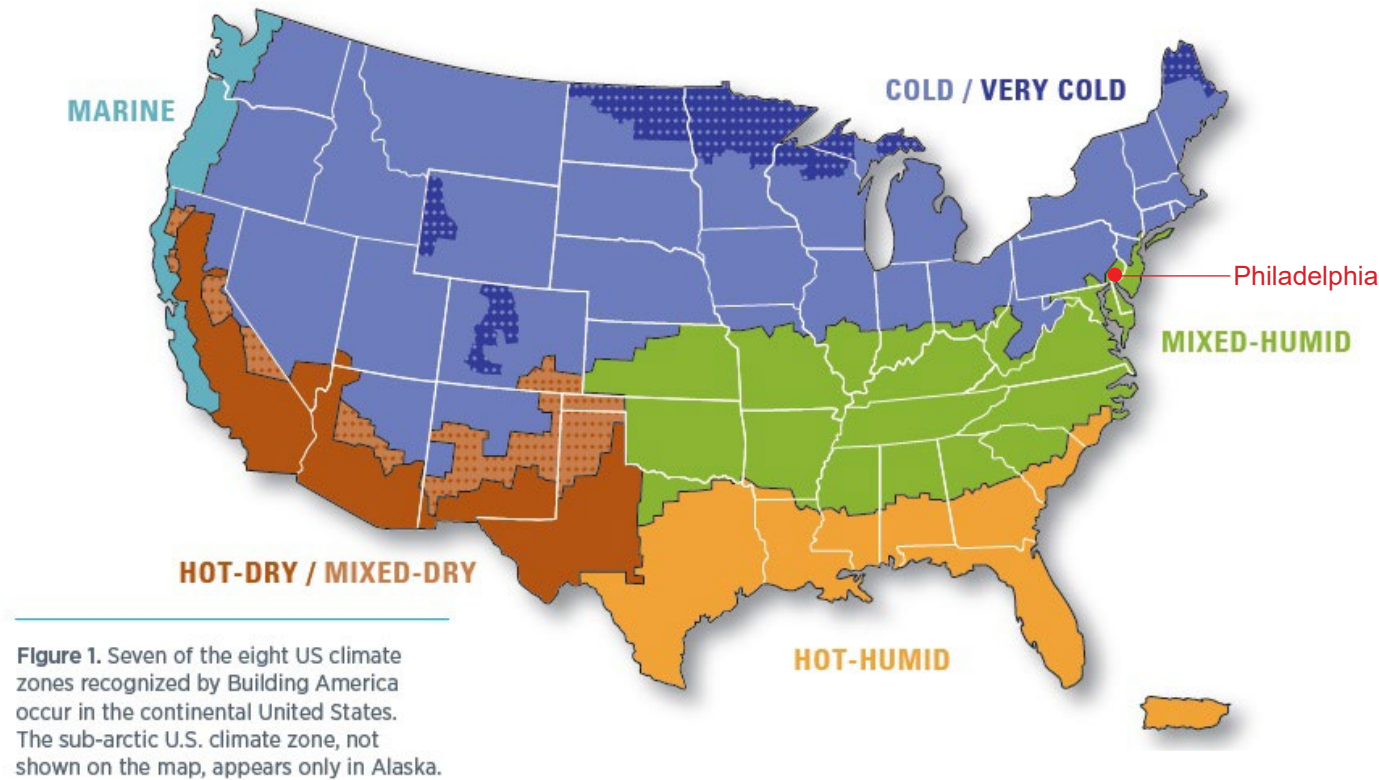 MARINE
COLD / VERY COLD
Philadelphia
MIXED-HUMID
HOT-DRY / MIXED-DRY
HOT-HUMID
Figure 1. Seven of the eight US climate
zones recognized by Building America
occur in the continental United States.
The sub-arctic U.S. climate zone, not
shown on the map, appears only in Alaska.